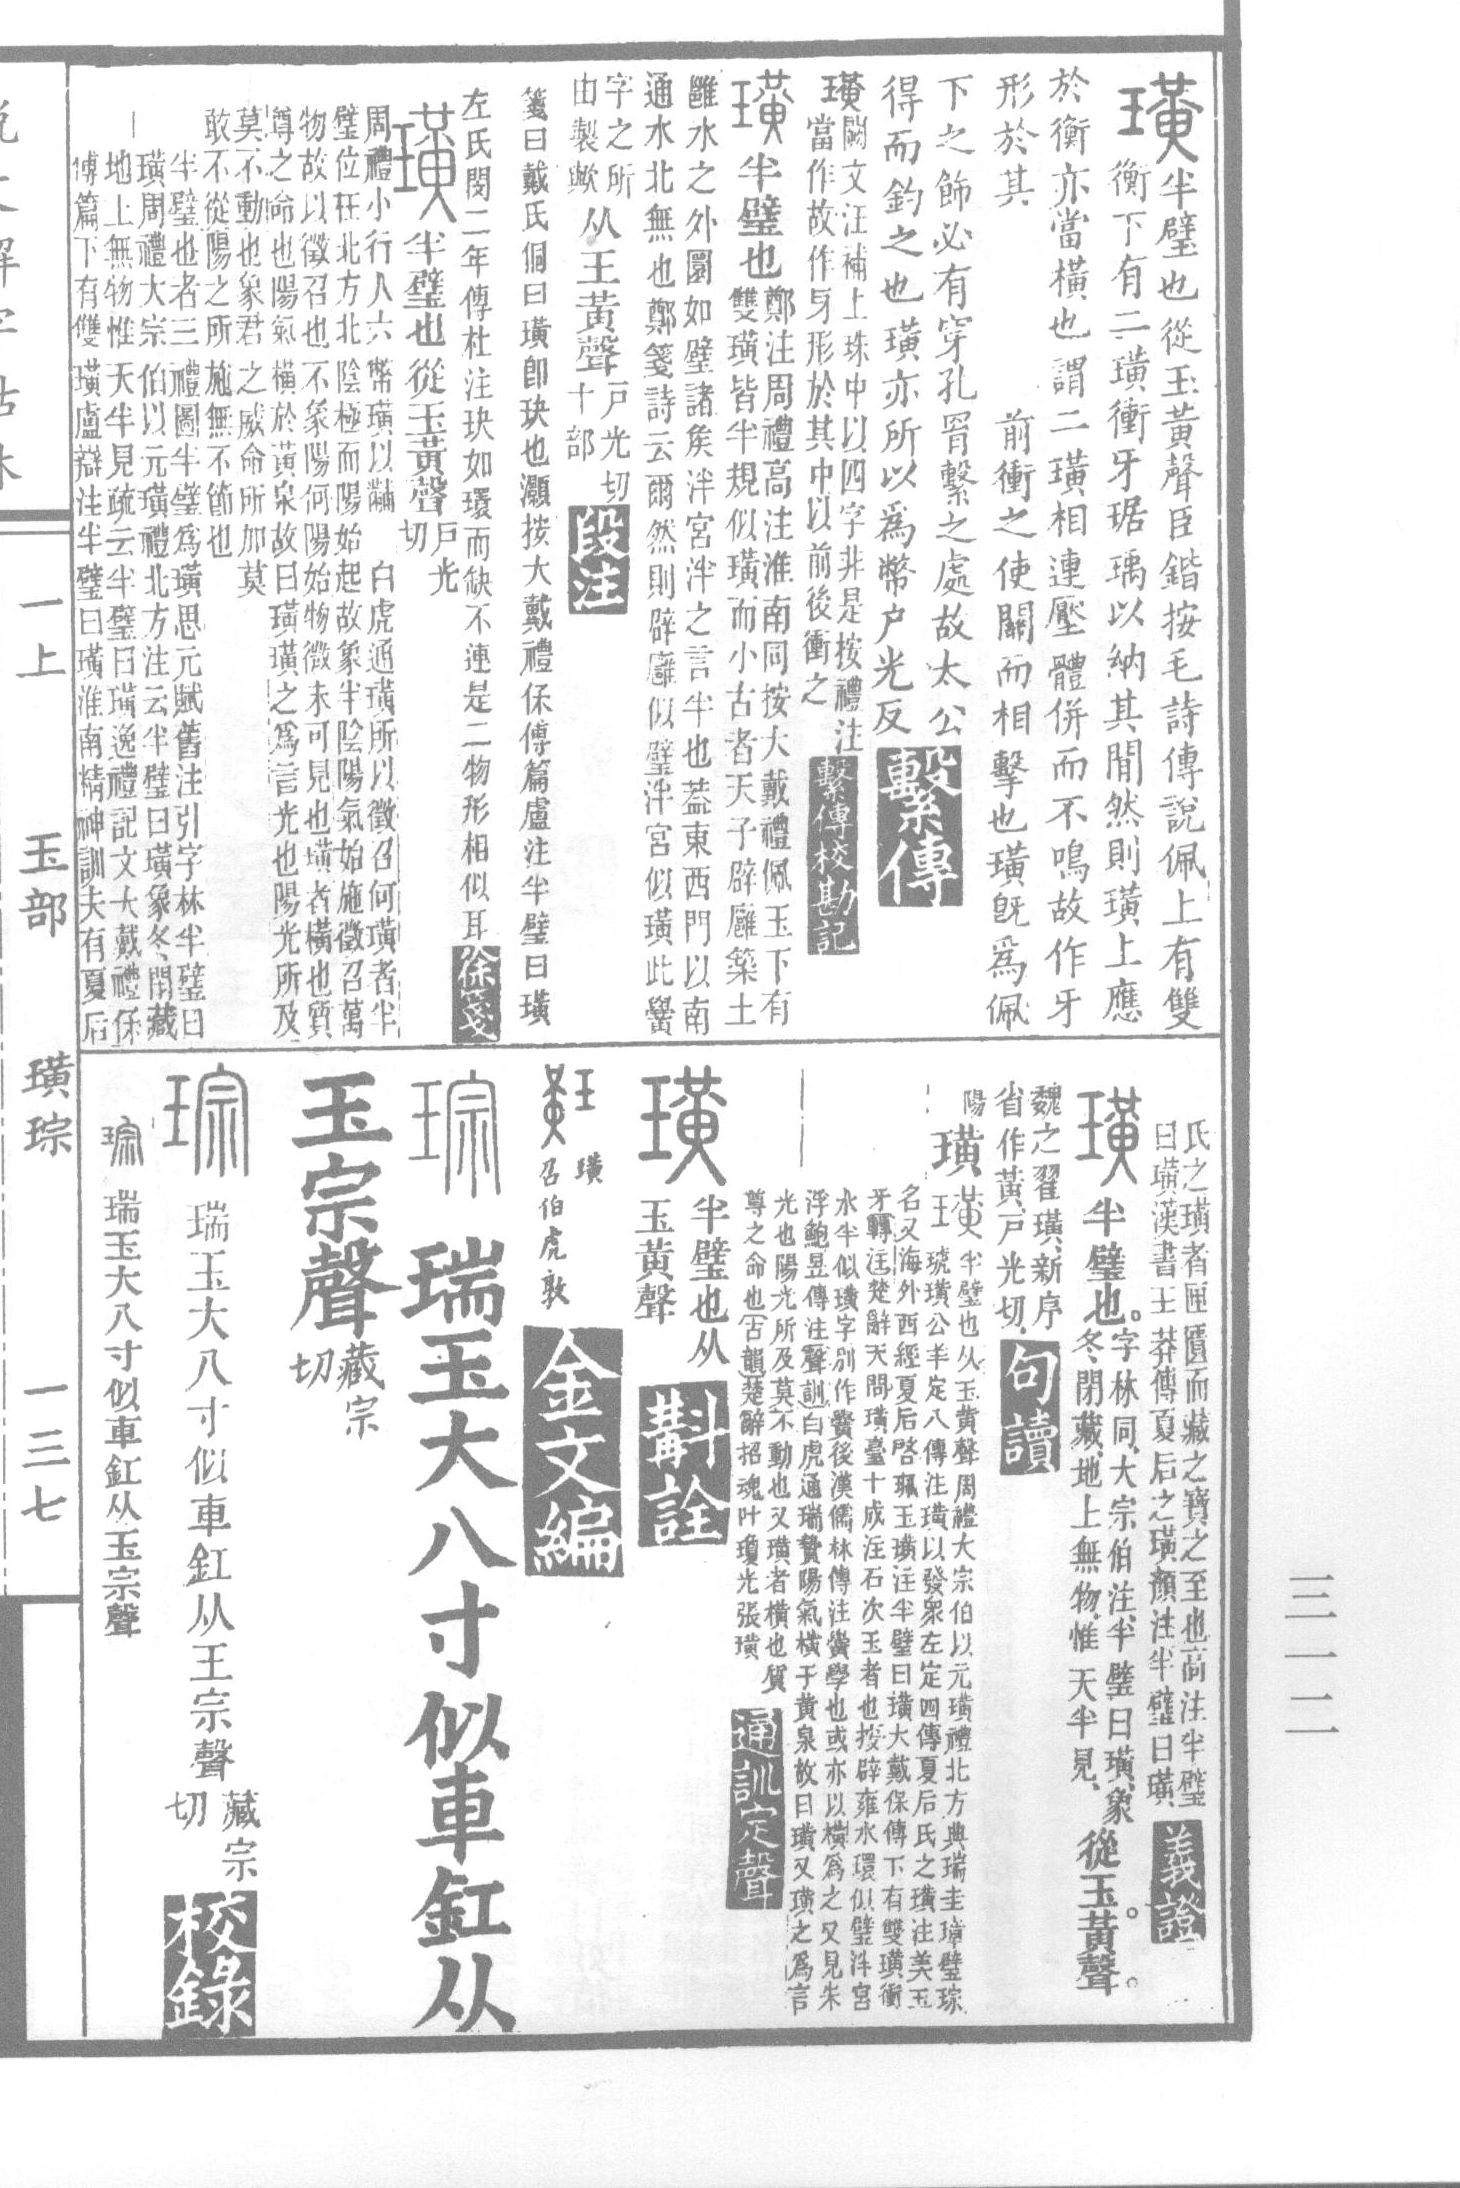 璜半璧也從玉黃聲臣鍇按毛詩傳說佩上有雙
衡下有二璜衝牙琚瑀以納其閒然則璜上應
於衡亦當橫也謂二璜相連壓體併而不鳴故作牙
形於其 前衝之使關而相擊也璜旣爲佩
下之飾必有穿孔罥繫之處故太公
得而釣之也璜亦所以爲幣户光反 繫傳
璜闕文汪補上珠中以四字非是按禮注
當作故作牙形於其中以前後衝之 繫傳校勘記
璜半璧也鄭注周禮高注淮南同按大戴禮佩玉下有
雙璜皆半規似璜而小古者天子辟廱築土
雝水之外圜如璧諸矦泮宮泮之言半也葢東西門以南
通水北無也鄭箋詩云爾然則辟廱似璧泮宮似璜此黌
字之所
由製歟 从王黃聲 戶光切
十部 段注
箋曰戴氏侗曰璜卽玦也灝按大戴禮保傅篇盧注半璧曰璜
左氏閔二年傳杜注玦如環而缺不連是二物形相似耳 徐箋
璜 半璧也從玉黃聲 戶光
切
周禮小行人六幣璜以黼 白虎通璜所以徵召何璜者半
璧位在北方北陰極而陽始起故象半陰陽氣始施徵召萬
物故以徵召也不象陽何陽始物微未可見也璜者橫也質
尊之命也陽氣橫於黃泉故曰璜璜之爲言光也陽光所及
莫不動也象君之威命所加莫
敢不從陽之所施無不節也
半璧也者三禮圖半璧爲璜思元賦舊注引字林半璧曰
璜周禮大宗伯以元璜禮北方注云半璧曰璜象冬閉藏
地上無物惟天半見疏云半璧曰璜逸禮記文大戴禮保
傅篇下有雙璜盧辯注半璧曰璜淮南精神訓夫有夏后
氏之璜者匣匱而藏之寶之至也高注半璧
曰璜漢書王莽傳夏后之璜顏注半璧曰璜 義證
璜 半璧也。字林同、大宗伯注、半璧曰璜、象
冬閉藏、地上無物、惟天半見、 從玉黃聲。
魏之翟璜、新序
省作黃、戶光切、 句讀
陽
璜 半璧也从玉黄聲周禮大宗伯以元璜禮北方典瑞圭璋璧琮
琥璜公羊定八傳注璜以發衆左定四傳夏后氏之璜注美玉
名又海外西經夏后啓珮玉璜注半璧曰璜大戴保傅下有雙璜衝
牙轉注楚辭天問璜臺十成注石次玉者也按辟雍水環似璧泮宮
水半似璜字別作黌後漢儒林傳注黌學也或亦以橫爲之又見朱
浮鮑昱傳注聲訓白虎通瑞贄陽氣橫于黄泉故曰璜又璜之爲言
光也陽光所及莫不動也又璜者橫也質
尊之命也古韻楚辭招魂叶瓊光張璜 通訓定聲
璜 半璧也从
玉黃聲 斠詮
璜
召伯虎敦 金文編
琮 瑞玉大八寸似車釭从
玉宗聲 藏宗
切
琮 瑞玉大八寸似車釭从王宗聲 藏宗
切 校錄
琮 瑞玉大八寸似車釭从玉宗聲
一上 玉部 璜琮 一三七
三一二